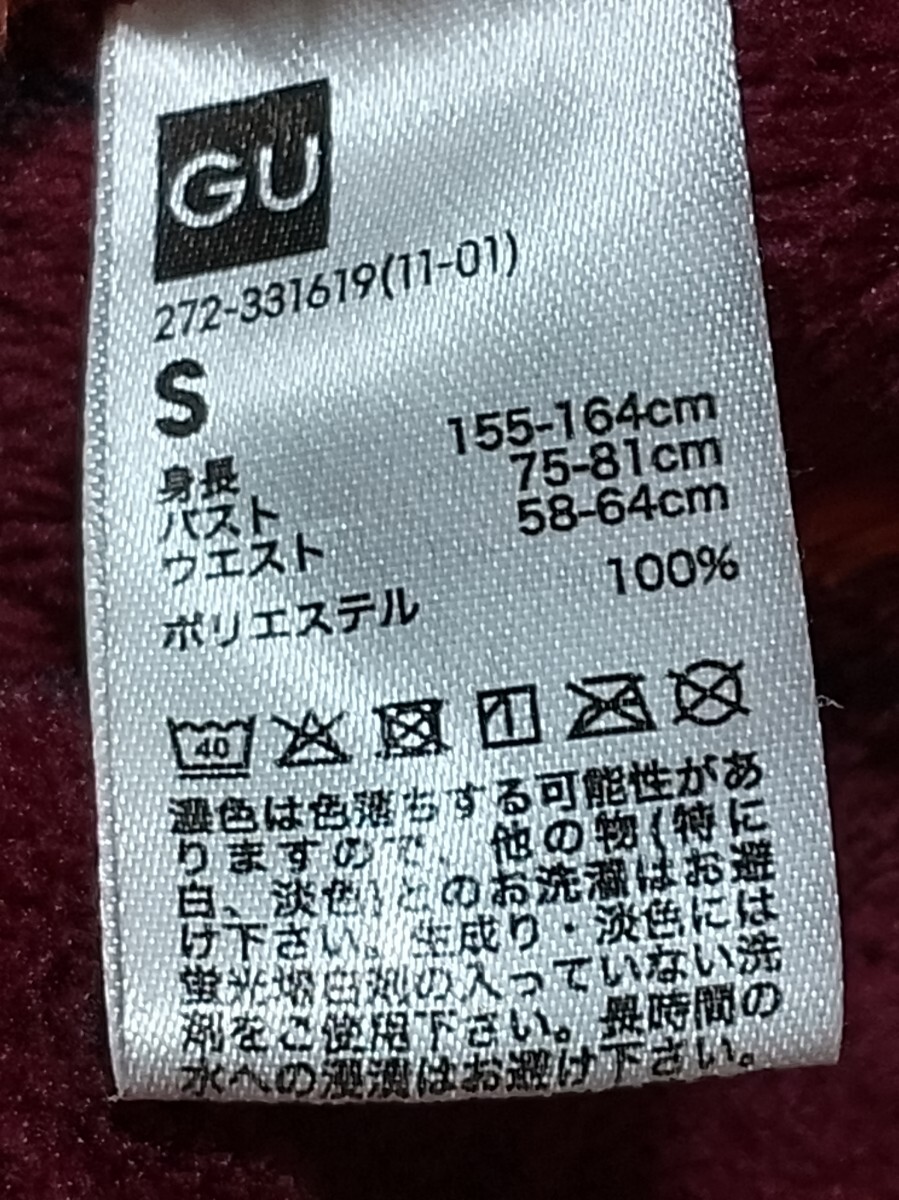 GU
272-331619(11-01)
S
身長 155-164cm
バスト 75-81cm
ウエスト 58-64cm
ポリエステル 100%
40
濃色は色落ちする可能性があ
りますので、他の物(特に
白、淡色)とのお洗濯はお避
け下さい。生成り・淡色には
蛍光増白剤の入っていない洗
剤をご使用下さい。長時間の
水への浸漬はお避け下さい。